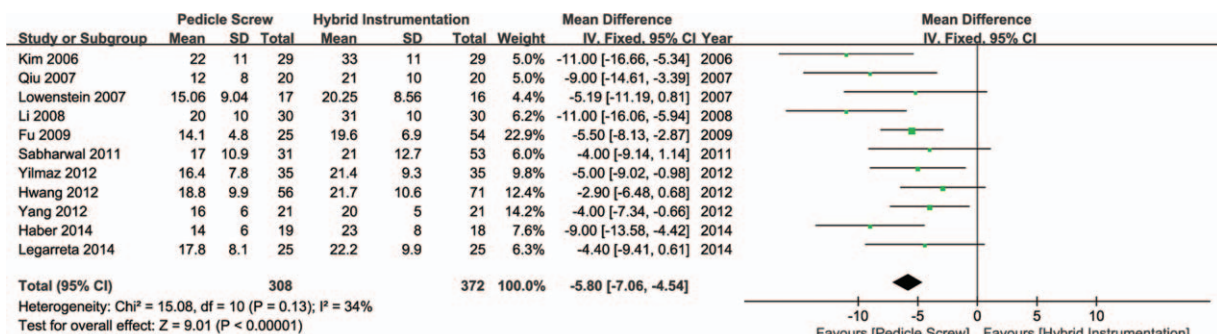 Pedicle Screw Hybrid Instrumentation Mean Difference Mean Difference
Study or Subgroup Mean SD Total Mean SD Total Weight IV. Fixed. 95% CI Year IV. Fixed. 95% CI
Kim 2006 22 11 29 33 11 29 5.0% -11.00 [-16.66, -5.34] 2006
Qiu 2007 12 8 20 21 10 20 5.0% -9.00 [-14.61, -3.39] 2007
Lowenstein 2007 15.06 9.04 17 20.25 8.56 16 4.4% -5.19 [-11.19, 0.81] 2007
Li 2008 20 10 30 31 10 30 6.2% -11.00 [-16.06, -5.94] 2008
Fu 2009 14.1 4.8 25 19.6 6.9 54 22.9% -5.50 [-8.13, -2.87] 2009
Sabharwal 2011 17 10.9 31 21 12.7 53 6.0% -4.00 [-9.14, 1.14] 2011
Yilmaz 2012 16.4 7.8 35 21.4 9.3 35 9.8% -5.00 [-9.02, -0.98] 2012
Hwang 2012 18.8 9.9 56 21.7 10.6 71 12.4% -2.90 [-6.48, 0.68] 2012
Yang 2012 16 6 21 20 5 21 14.2% -4.00 [-7.34, -0.66] 2012
Haber 2014 14 6 19 23 8 18 7.6% -9.00 [-13.58, -4.42] 2014
Legarreta 2014 17.8 8.1 25 22.2 9.9 25 6.3% -4.40 [-9.41, 0.61] 2014
Total (95% CI) 308 372 100.0% -5.80 [-7.06, -4.54]
Heterogeneity: Chi² = 15.08, df = 10 (P = 0.13); I² = 34%
Test for overall effect: Z = 9.01 (P < 0.00001)
-10 -5 0 5 10
Favours [Pedicle Screw] Favours [Hybrid Instrumentation]